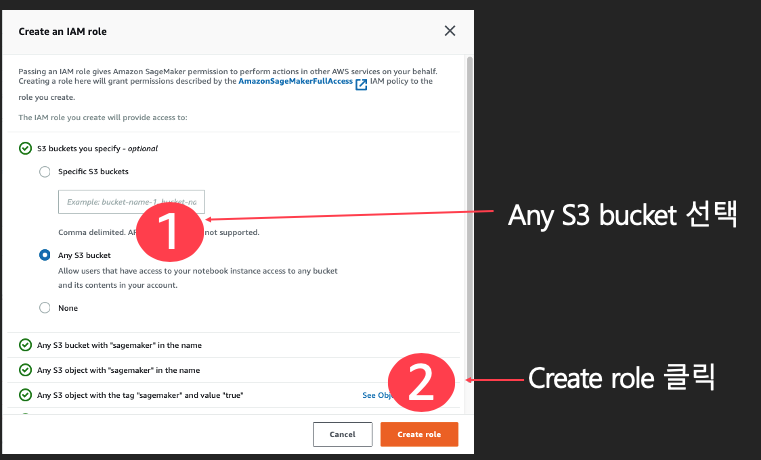 Create an IAM role
Passing an IAM role gives Amazon SageMaker permission to perform actions in other AWS services on your behalf.
Creating a role here will grant permissions described by the AmazonSageMakerFullAccess IAM policy to the
role you create.
The IAM role you create will provide access to:
S3 buckets you specify - optional
Specific S3 buckets
Example: bucket-name-1, bucket-na
1
Any S3 bucket 선택
Comma delimited. not supported.
Any S3 bucket
Allow users that have access to your notebook instance access to any bucket
and its contents in your account.
None
Any S3 bucket with "sagemaker" in the name
Any S3 object with "sagemaker" in the name
2
Create role 클릭
Any S3 object with the tag "sagemaker" and value "true"
See Obj
Cancel
Create role